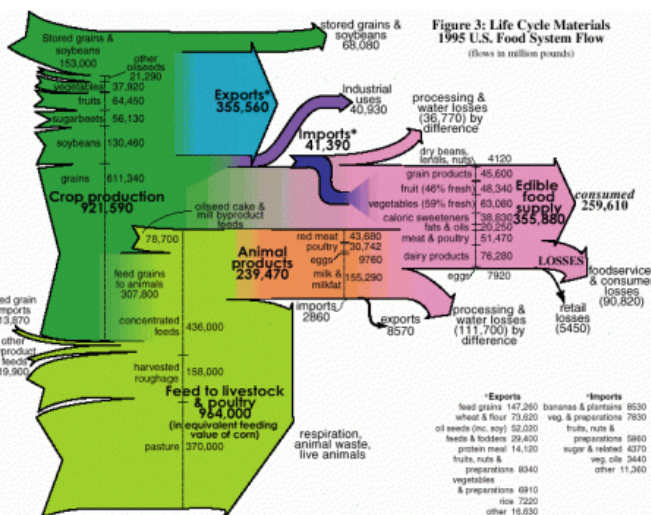 Figure 3: Life Cycle Materials
1995 U.S. Food System Flow
(flows in million pounds)
Stored grains &
soybeans
153,000
stored grains &
soybeans
68,080
other
oilseeds
21,290
vegetables 37,920
fruits 64,450
sugarbeets 56,130
soybeans 130,460
grains 611,340
Crop production
921,590
Exports*
355,560
Industrial
uses
40,930
Imports*
41,390
processing &
water losses
(36,770) by
difference
dry beans,
lentils, nuts 4120
grain products 45,600
fruit (46% fresh) 48,340
vegetables (59% fresh) 63,080
caloric sweeteners 38,830
fats & oils 20,250
meat & poultry 51,470
dairy products 76,280
eggs 7920
Edible
food
supply
355,880
consumed
259,610
LOSSES
foodservice
& consumer
losses
(90,820)
retail
losses
(5450)
oilseed cake &
mill byproduct
feeds
78,700
feed grains
to animals
307,800
Animal
products
239,470
red meat 43,680
poultry 30,742
eggs 9760
milk &
milkfat 155,290
imports
2860
exports
8570
processing &
water losses
(111,700) by
difference
ed grain
mports
13,870
other
product
feeds
19,900
concentrated
feeds 436,000
harvested
roughage 158,000
Feed to livestock
& poultry
964,000
(in equivalent feeding
value of corn)
pasture 370,000
respiration,
animal waste,
live animals
*Exports
feed grains 147,260
wheat & flour 73,620
oil seeds (inc. soy) 52,020
feeds & fodders 29,400
protein meal 14,120
fruits, nuts &
preparations 8340
vegetables
& preparations 6910
rice 7220
other 16,630
*Imports
bananas & plantains 8530
veg. & preparations 7830
fruits, nuts &
preparations 5860
sugar & related 4370
veg. oils 3440
other 11,360